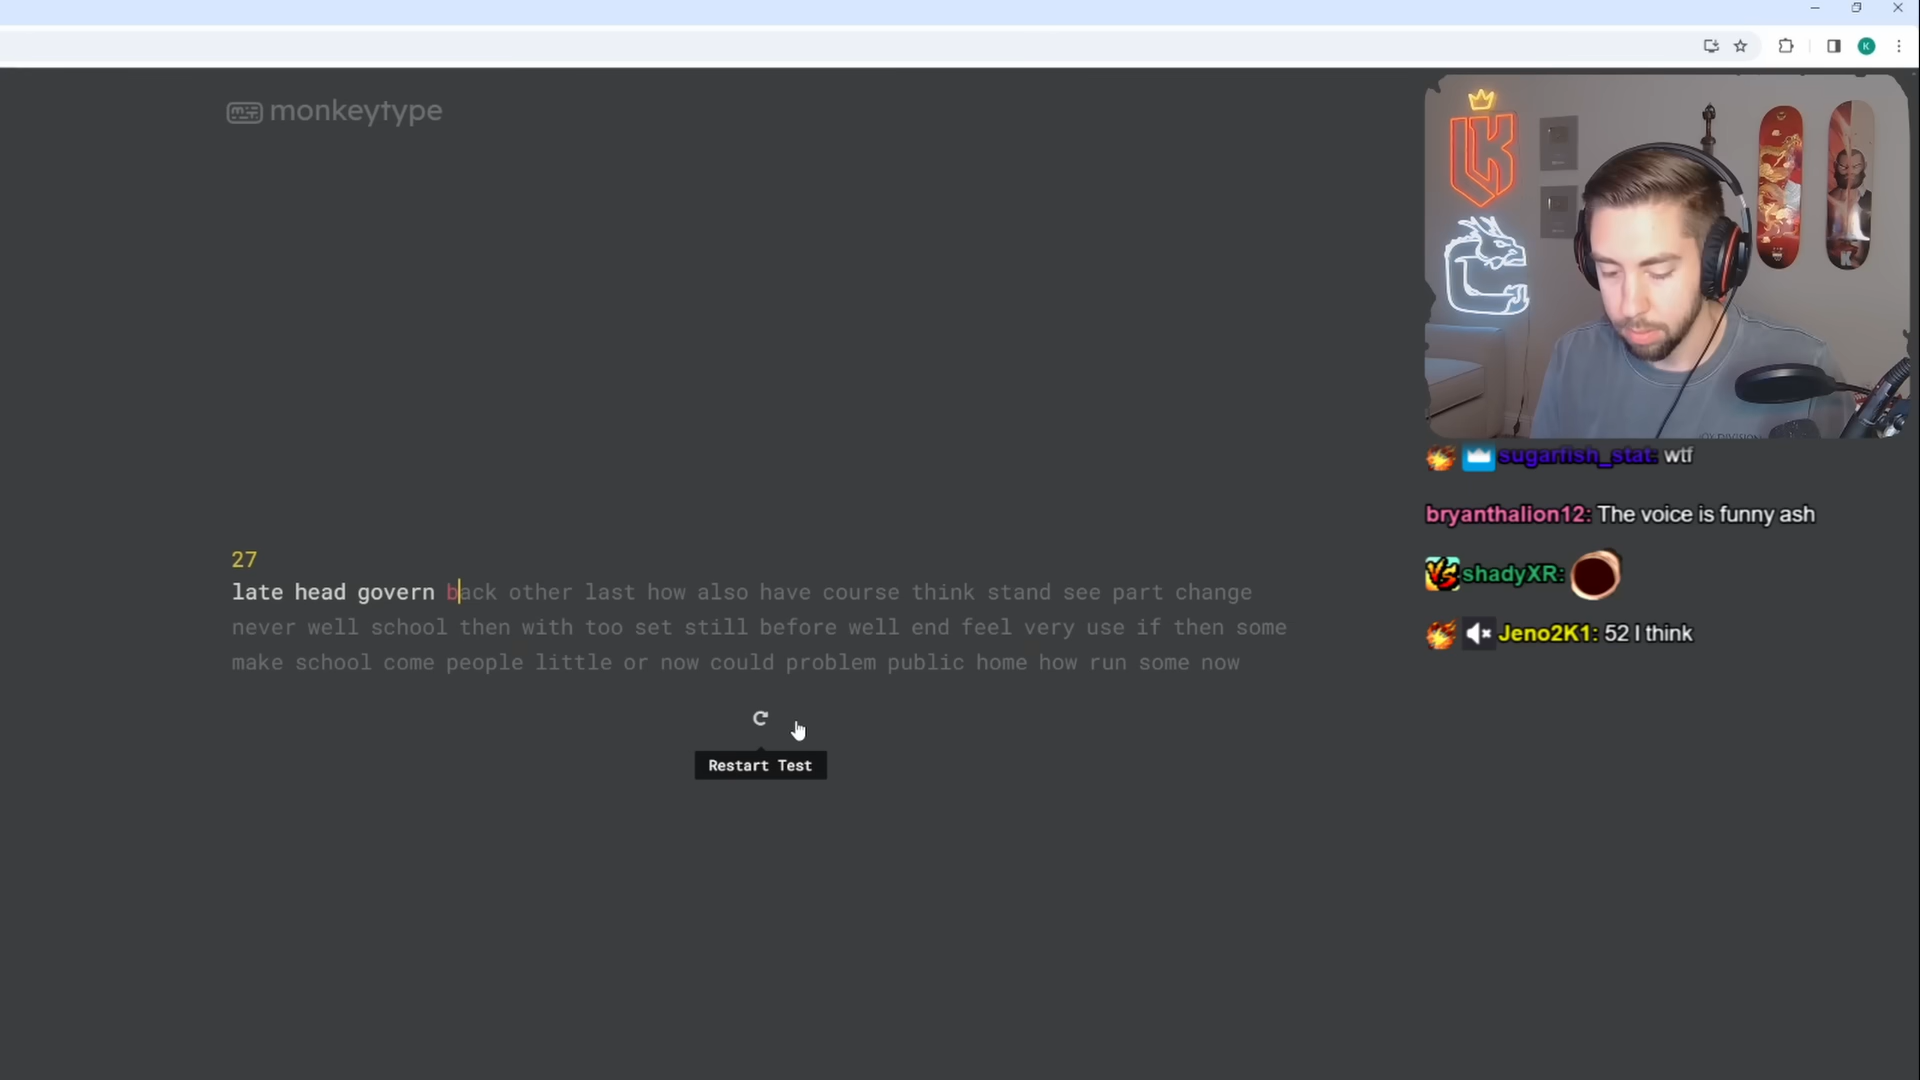 monkeytype
K
LK
K
sugarfish_stat: wtf
bryanthalion12: The voice is funny ash
VS shadyXR:
Jeno2K1: 52 I think
27
late head govern back other last how also have course think stand see part change
never well school then with too set still before well end feel very use if then some
make school come people little or now could problem public home how run some now
Restart Test